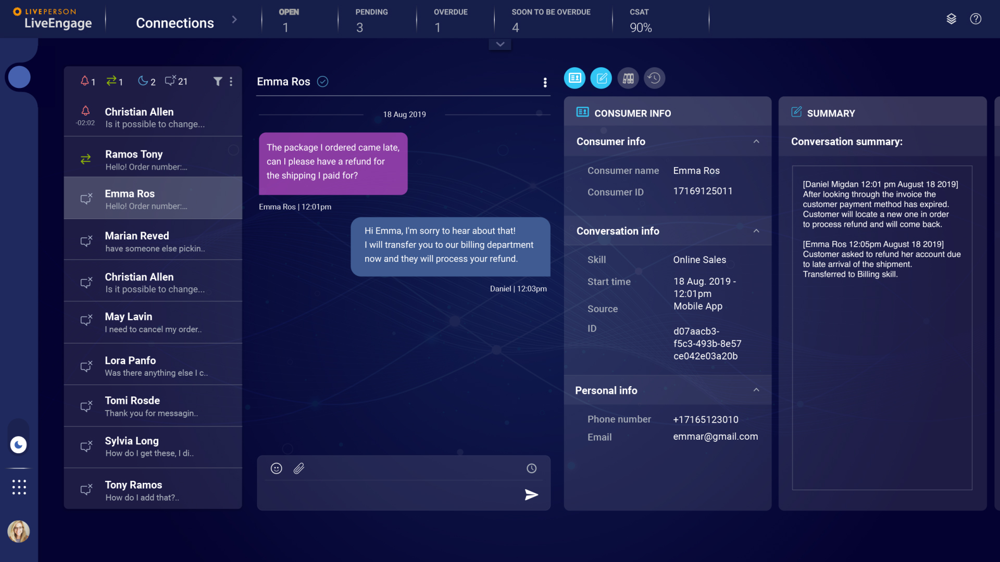 LIVEPERSON
LiveEngage
Connections
OPEN
1
PENDING
3
OVERDUE
1
SOON TO BE OVERDUE
4
CSAT
90%
1
1
2
21
Christian Allen
-02:02
Is it possible to change...
Ramos Tony
Hello! Order number:...
Emma Ros
Hello! Order number:...
Marian Reved
have someone else pickin..
Christian Allen
Is it possible to change...
May Lavin
I need to cancel my order..
Lora Panfo
Was there anything else I c..
Tomi Rosde
Thank you for messagin..
Sylvia Long
How do I get these, I di..
Tony Ramos
How do I add that?..
Emma Ros
18 Aug 2019
The package I ordered came late,
can I please have a refund for
the shipping I paid for?
Emma Ros | 12:01pm
Hi Emma, I'm sorry to hear about that!
I will transfer you to our billing department
now and they will process your refund.
Daniel | 12:03pm
CONSUMER INFO
Consumer info
Consumer name Emma Ros
Consumer ID 17169125011
Conversation info
Skill Online Sales
Start time 18 Aug. 2019 -
12:01pm
Source Mobile App
ID d07aacb3-
f5c3-493b-8e57
ce042e03a20b
Personal info
Phone number +17165123010
Email emmar@gmail.com
SUMMARY
Conversation summary:
[Daniel Migdan 12:01 pm August 18 2019]
After looking through the invoice the
customer payment method has expired.
Customer will locate a new one in order
to process refund and will come back.
[Emma Ros 12:05pm August 18 2019]
Customer asked to refund her account due
to late arrival of the shipment.
Transferred to Billing skill.